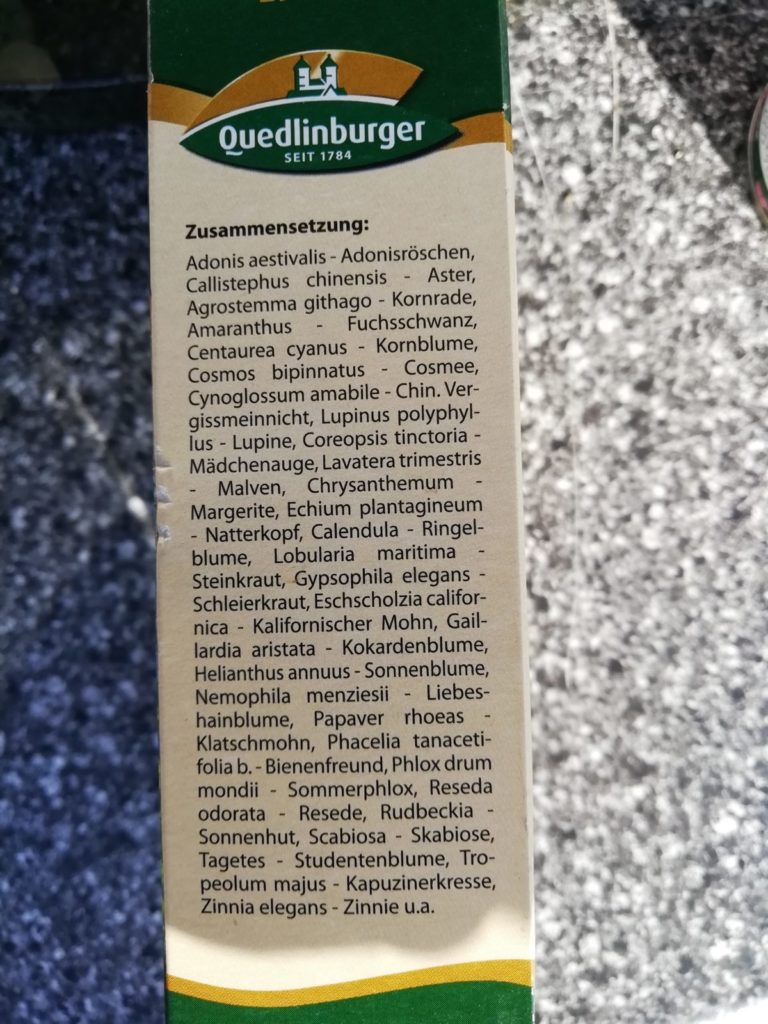 Quedlinburger
SEIT 1784
Zusammensetzung:
Adonis aestivalis - Adonisröschen,
Callistephus chinensis - Aster,
Agrostemma githago - Kornrade,
Amaranthus - Fuchsschwanz,
Centaurea cyanus - Kornblume,
Cosmos bipinnatus - Cosmee,
Cynoglossum amabile - Chin. Ver-
gissmeinnicht, Lupinus polyphyl-
lus - Lupine, Coreopsis tinctoria -
Mädchenauge, Lavatera trimestris
- Malven, Chrysanthemum -
Margerite, Echium plantagineum
- Natterkopf, Calendula - Ringel-
blume, Lobularia maritima -
Steinkraut, Gypsophila elegans -
Schleierkraut, Eschscholzia califor-
nica - Kalifornischer Mohn, Gail-
lardia aristata - Kokardenblume,
Helianthus annuus - Sonnenblume,
Nemophila menziesii - Liebes-
hainblume, Papaver rhoeas -
Klatschmohn, Phacelia tanaceti-
folia b. - Bienenfreund, Phlox drum
mondii - Sommerphlox, Reseda
odorata - Resede, Rudbeckia -
Sonnenhut, Scabiosa - Skabiose,
Tagetes - Studentenblume, Tro-
peolum majus - Kapuzinerkresse,
Zinnia elegans - Zinnie u.a.